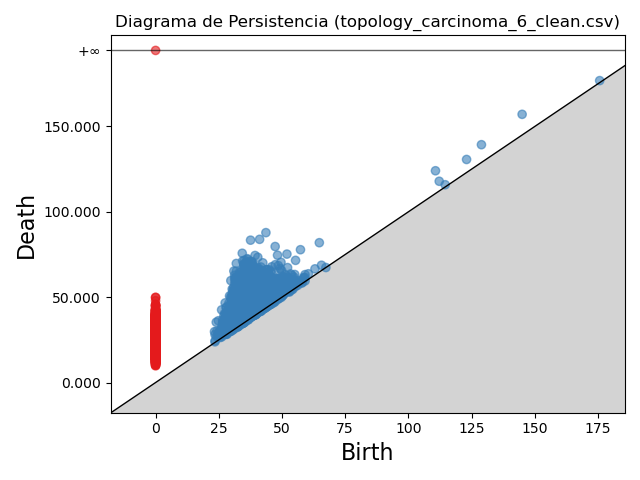 Diagrama de Persistencia (topology_carcinoma_6_clean.csv)
+∞
150.000
100.000
50.000
0.000
Death
0 25 50 75 100 125 150 175
Birth